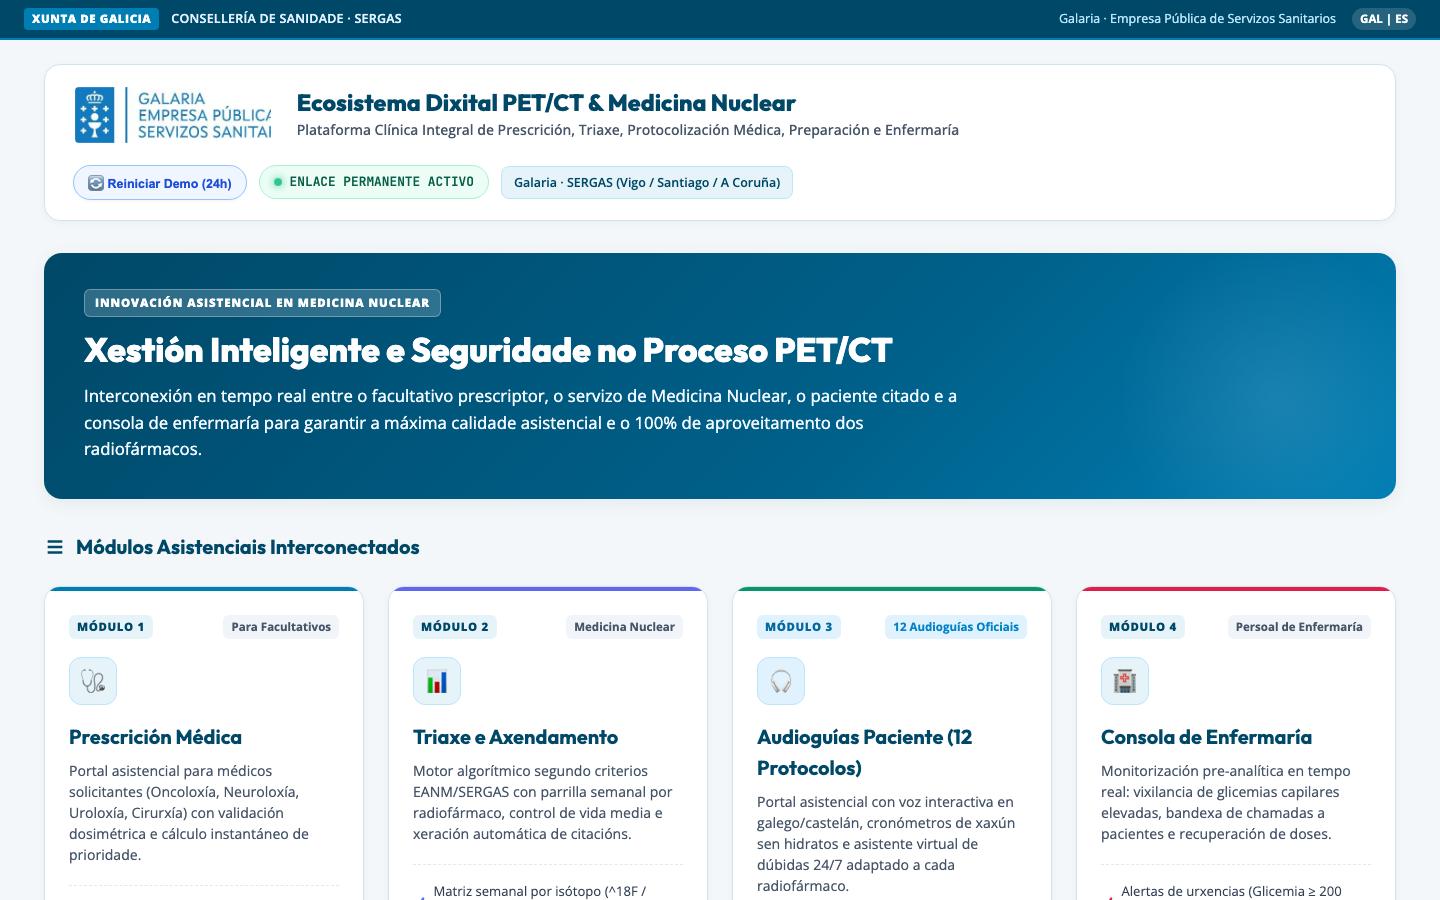 XUNTA DE GALICIA CONSELLERÍA DE SANIDADE · SERGAS
Galaria · Empresa Pública de Servizos Sanitarios GAL | ES
GALARIA
EMPRESA PÚBLICA
SERVIZOS SANITAI
Ecosistema Dixital PET/CT & Medicina Nuclear
Plataforma Clínica Integral de Prescrición, Triaxe, Protocolización Médica, Preparación e Enfermaría
Reiniciar Demo (24h)
ENLACE PERMANENTE ACTIVO
Galaria · SERGAS (Vigo / Santiago / A Coruña)
INNOVACIÓN ASISTENCIAL EN MEDICINA NUCLEAR
Xestión Inteligente e Seguridade no Proceso PET/CT
Interconexión en tempo real entre o facultativo prescriptor, o servizo de Medicina Nuclear, o paciente citado e a
consola de enfermaría para garantir a máxima calidade asistencial e o 100% de aproveitamento dos
radiofármacos.
Módulos Asistenciais Interconectados
MÓDULO 1 Para Facultativos
Prescrición Médica
Portal asistencial para médicos
solicitantes (Oncoloxía, Neuroloxía,
Uroloxía, Cirurxía) con validación
dosimétrica e cálculo instantáneo de
prioridade.
MÓDULO 2 Medicina Nuclear
Triaxe e Axendamento
Motor algorítmico segundo criterios
EANM/SERGAS con parrilla semanal por
radiofármaco, control de vida media e
xeración automática de citacións.
Matriz semanal por isótopo (^18F /
MÓDULO 3 12 Audioguías Oficiais
Audioguías Paciente (12
Protocolos)
Portal asistencial con voz interactiva en
galego/castelán, cronómetros de xaxún
sen hidratos e asistente virtual de
dúbidas 24/7 adaptado a cada
radiofármaco.
MÓDULO 4 Persoal de Enfermaría
Consola de Enfermaría
Monitorización pre-analítica en tempo
real: vixilancia de glicemias capilares
elevadas, bandexa de chamadas a
pacientes e recuperación de doses.
Alertas de urxencias (Glicemia ≥ 200